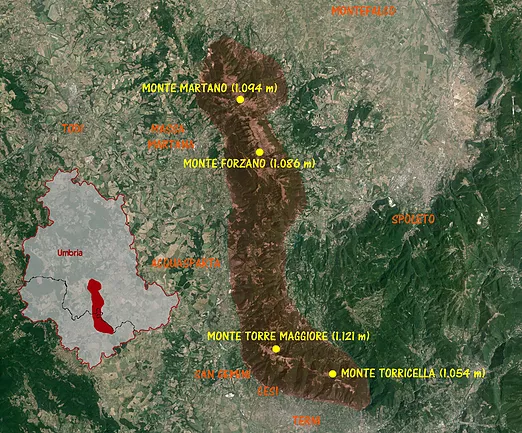 MONTEFALCO
MONTE MARTANO (1.094 m)
TODI
MASSA
MARTANA
MONTE FORZANO (1.086 m)
SPOLETO
Umbria
ACQUASPARTA
MONTE TORRE MAGGIORE (1.121 m)
SAN GEMINI
MONTE TORRICELLA (1.054 m)
CESI
TERNI